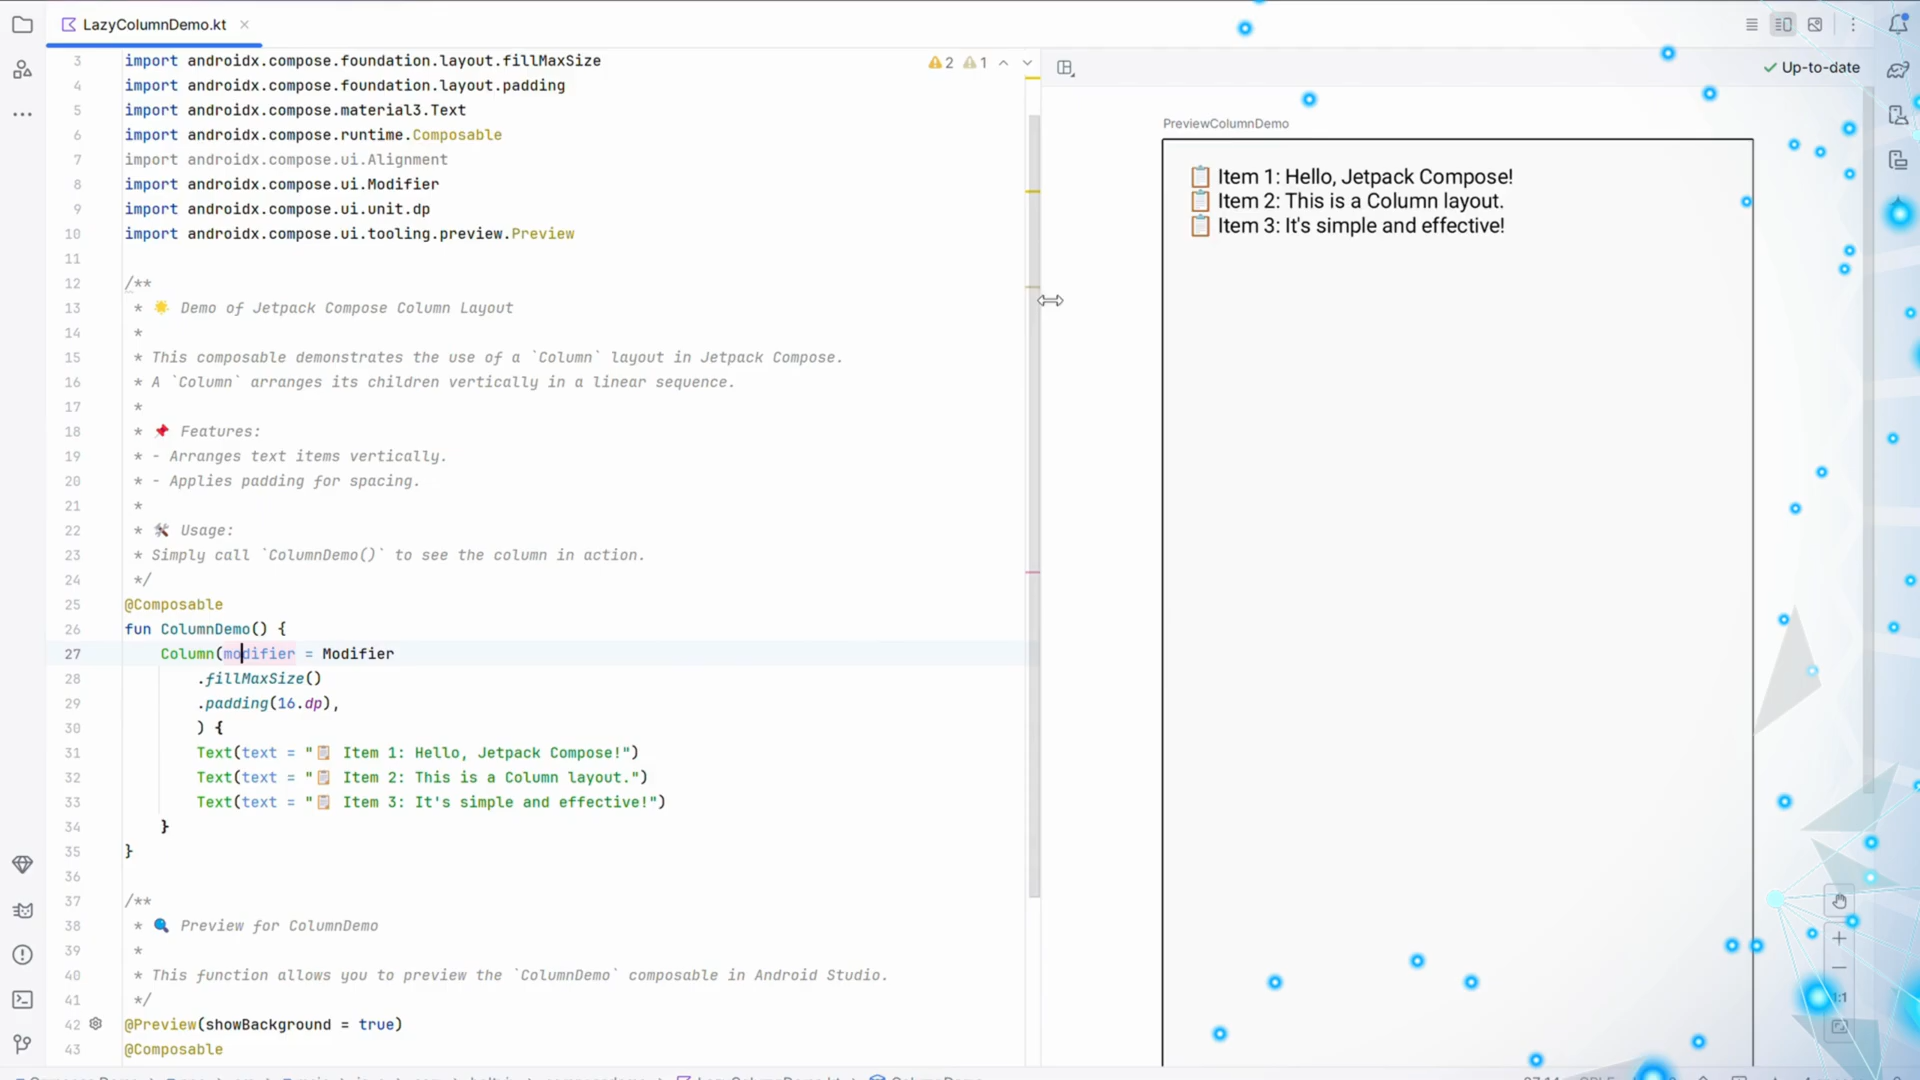 LazyColumnDemo.kt
3 import androidx.compose.foundation.layout.fillMaxSize
4 import androidx.compose.foundation.layout.padding
5 import androidx.compose.material3.Text
6 import androidx.compose.runtime.Composable
7 import androidx.compose.ui.Alignment
8 import androidx.compose.ui.Modifier
9 import androidx.compose.ui.unit.dp
10 import androidx.compose.ui.tooling.preview.Preview
11
12 /**
13 * 🌟 Demo of Jetpack Compose Column Layout
14 *
15 * This composable demonstrates the use of a `Column` layout in Jetpack Compose.
16 * A `Column` arranges its children vertically in a linear sequence.
17 *
18 * 📌 Features:
19 * - Arranges text items vertically.
20 * - Applies padding for spacing.
21 *
22 * 🛠 Usage:
23 * Simply call `ColumnDemo()` to see the column in action.
24 */
25 @Composable
26 fun ColumnDemo() {
27 Column(modifier = Modifier
28 .fillMaxSize()
29 .padding(16.dp),
30 ) {
31 Text(text = "📋 Item 1: Hello, Jetpack Compose!")
32 Text(text = "📋 Item 2: This is a Column layout.")
33 Text(text = "📋 Item 3: It's simple and effective!")
34 }
35 }
36
37 /**
38 * 🔍 Preview for ColumnDemo
39 *
40 * This function allows you to preview the `ColumnDemo` composable in Android Studio.
41 */
42 @Preview(showBackground = true)
43 @Composable
2 1
Up-to-date
PreviewColumnDemo
📋 Item 1: Hello, Jetpack Compose!
📋 Item 2: This is a Column layout.
📋 Item 3: It's simple and effective!
1:1